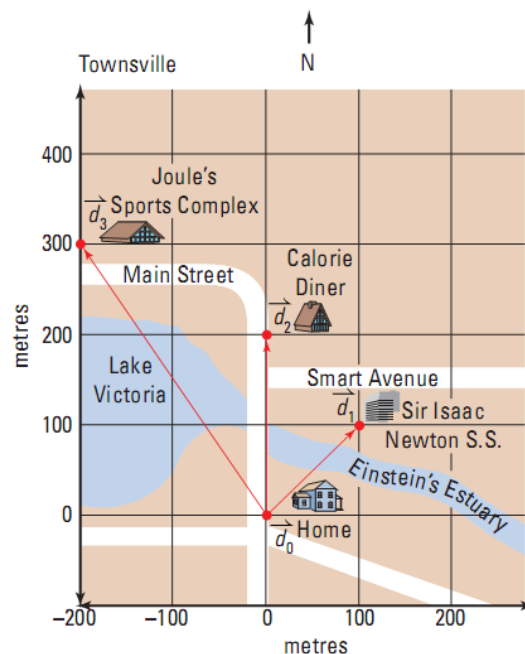 N
Townsville
400
Joule's
d₃ Sports Complex
300
Main Street
Calorie
Diner
d₂
200
metres
Lake
Victoria
Smart Avenue
d₁ Sir Isaac
Newton S.S.
100
Einstein's Estuary
0
d₀ Home
–200 –100 0 100 200
metres